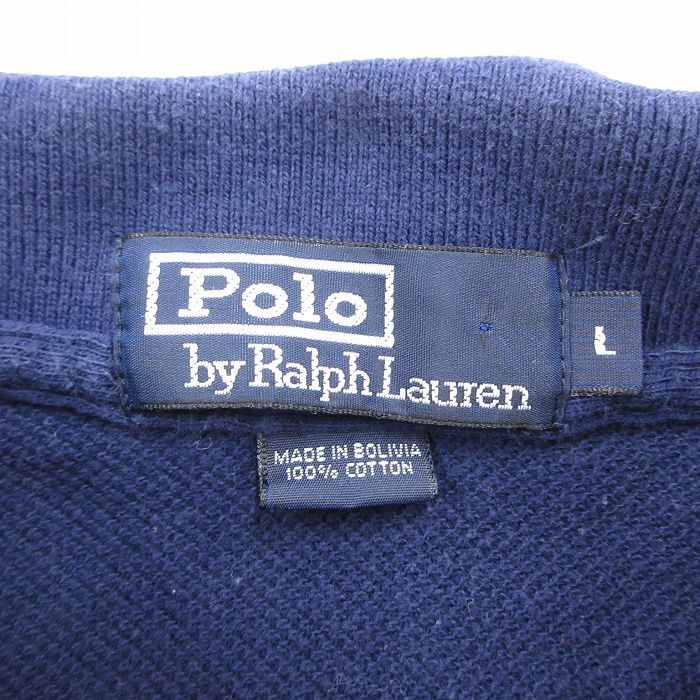 Polo
by Ralph Lauren
L
MADE IN BOLIVIA
100% COTTON